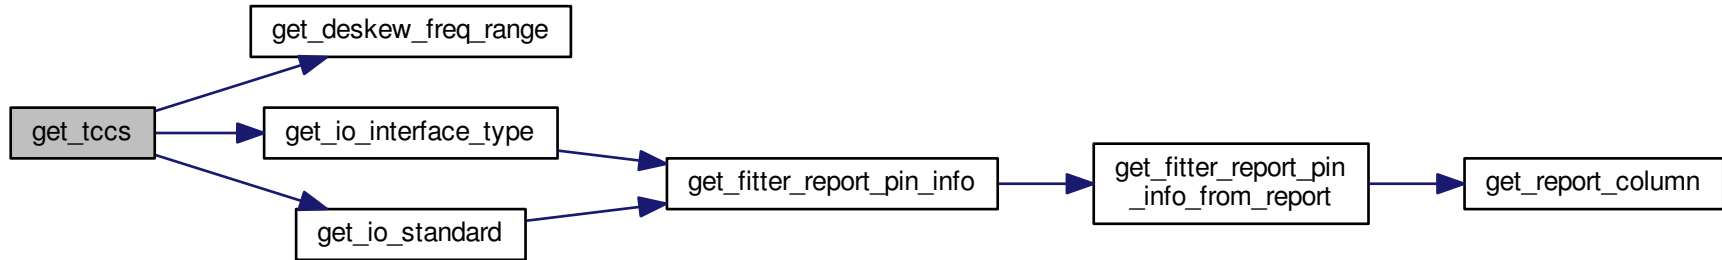 get_deskew_freq_range
get_tccs
get_io_interface_type
get_io_standard
get_fitter_report_pin_info
get_fitter_report_pin
_info_from_report
get_report_column